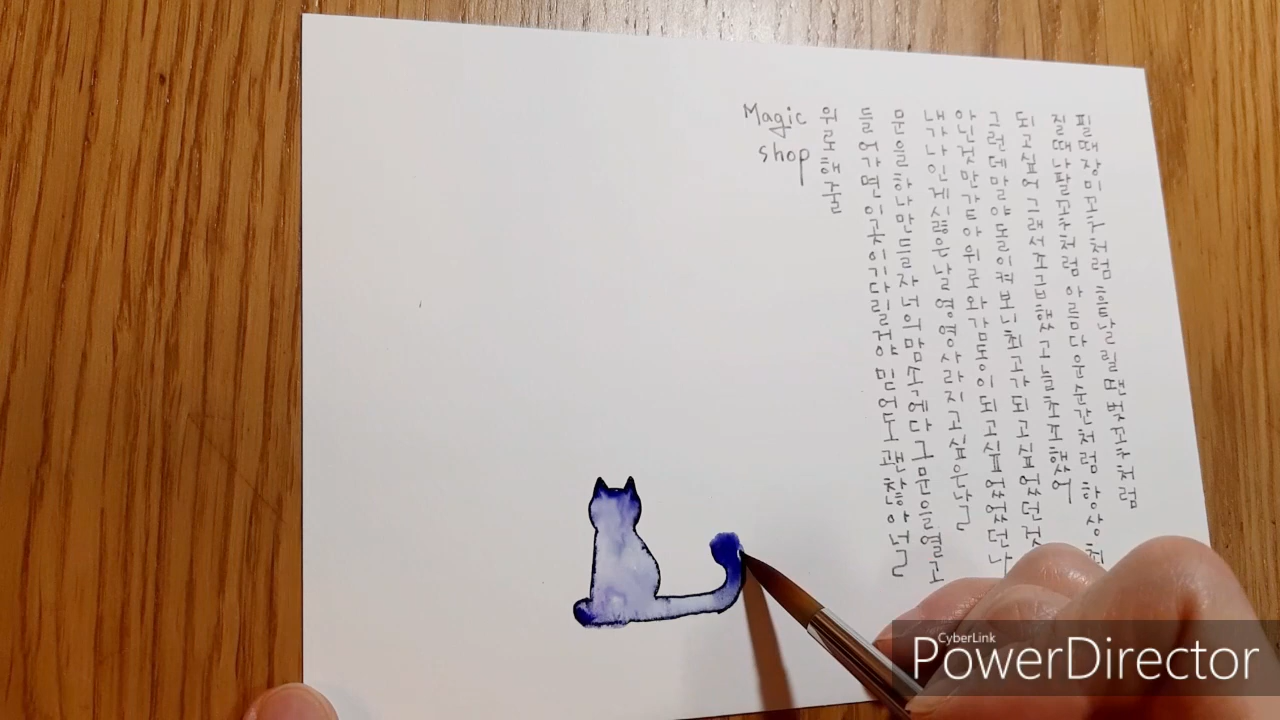 필때장미꽃처럼 흩날릴땐벚꽃처럼
질때나팔꽃처럼 아름다운순간처럼 항상최
되고싶어 그래서조급했고늘초조했어
그런데말야돌이켜보니최고가되고싶었던것
아닌것만같아위로와감동이되고싶었었던나
내가나인게싫은날영영사라지고싶은날
문을하나만들자너의맘속에다 그문을열고
들어가면이곳이기다릴거야믿어도괜찮아널
위로해줄
Magic
shop
CyberLink
PowerDirector